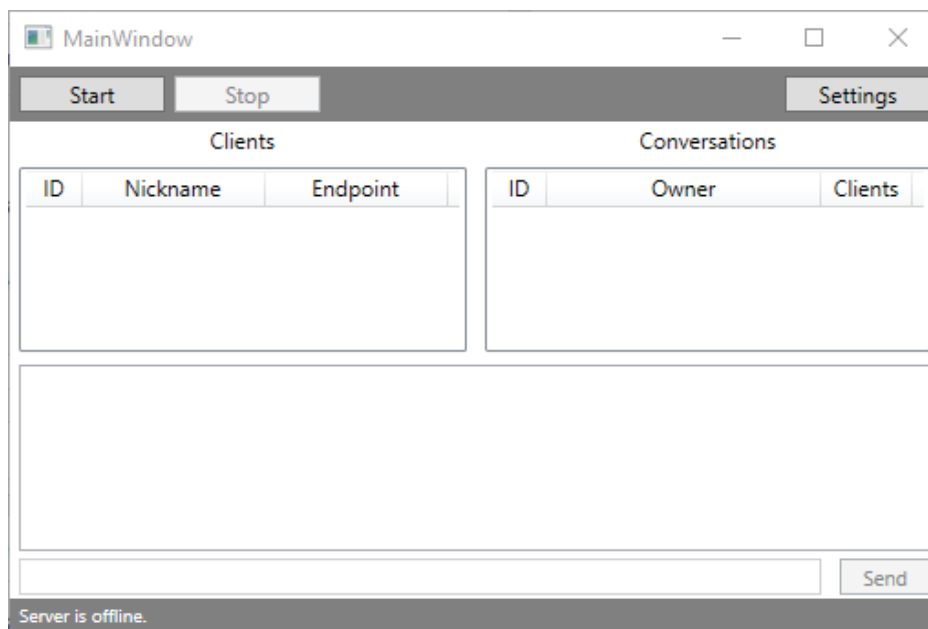 MainWindow
Start Stop Settings
Clients Conversations
ID Nickname Endpoint ID Owner Clients
Send
Server is offline.